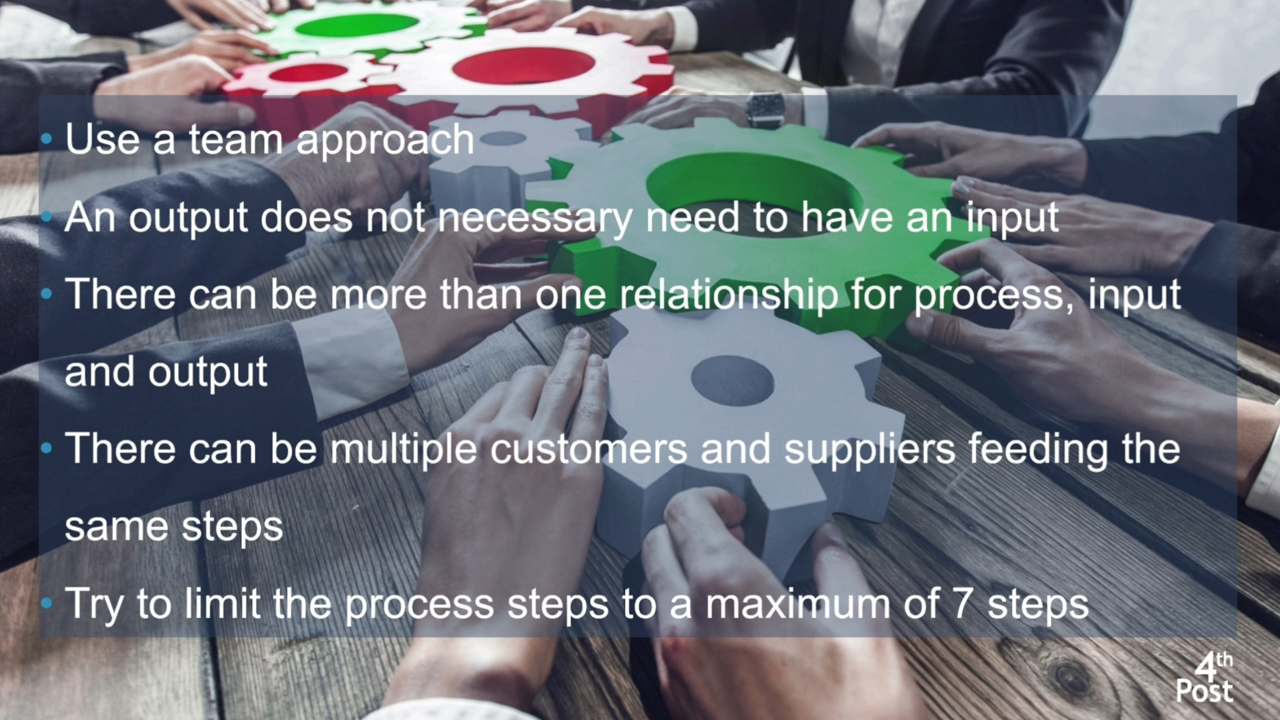 • Use a team approach
• An output does not necessary need to have an input
• There can be more than one relationship for process, input
and output
• There can be multiple customers and suppliers feeding the
same steps
• Try to limit the process steps to a maximum of 7 steps
4th
Post